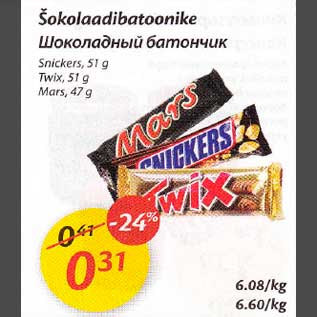 Šokolaadibatoonike
Шоколадный батончик
Snickers, 51 g
Twix, 51 g
Mars, 47 g
Mars
SNICKERS
Twix
-24%
0 41
0 31
6.08/kg
6.60/kg